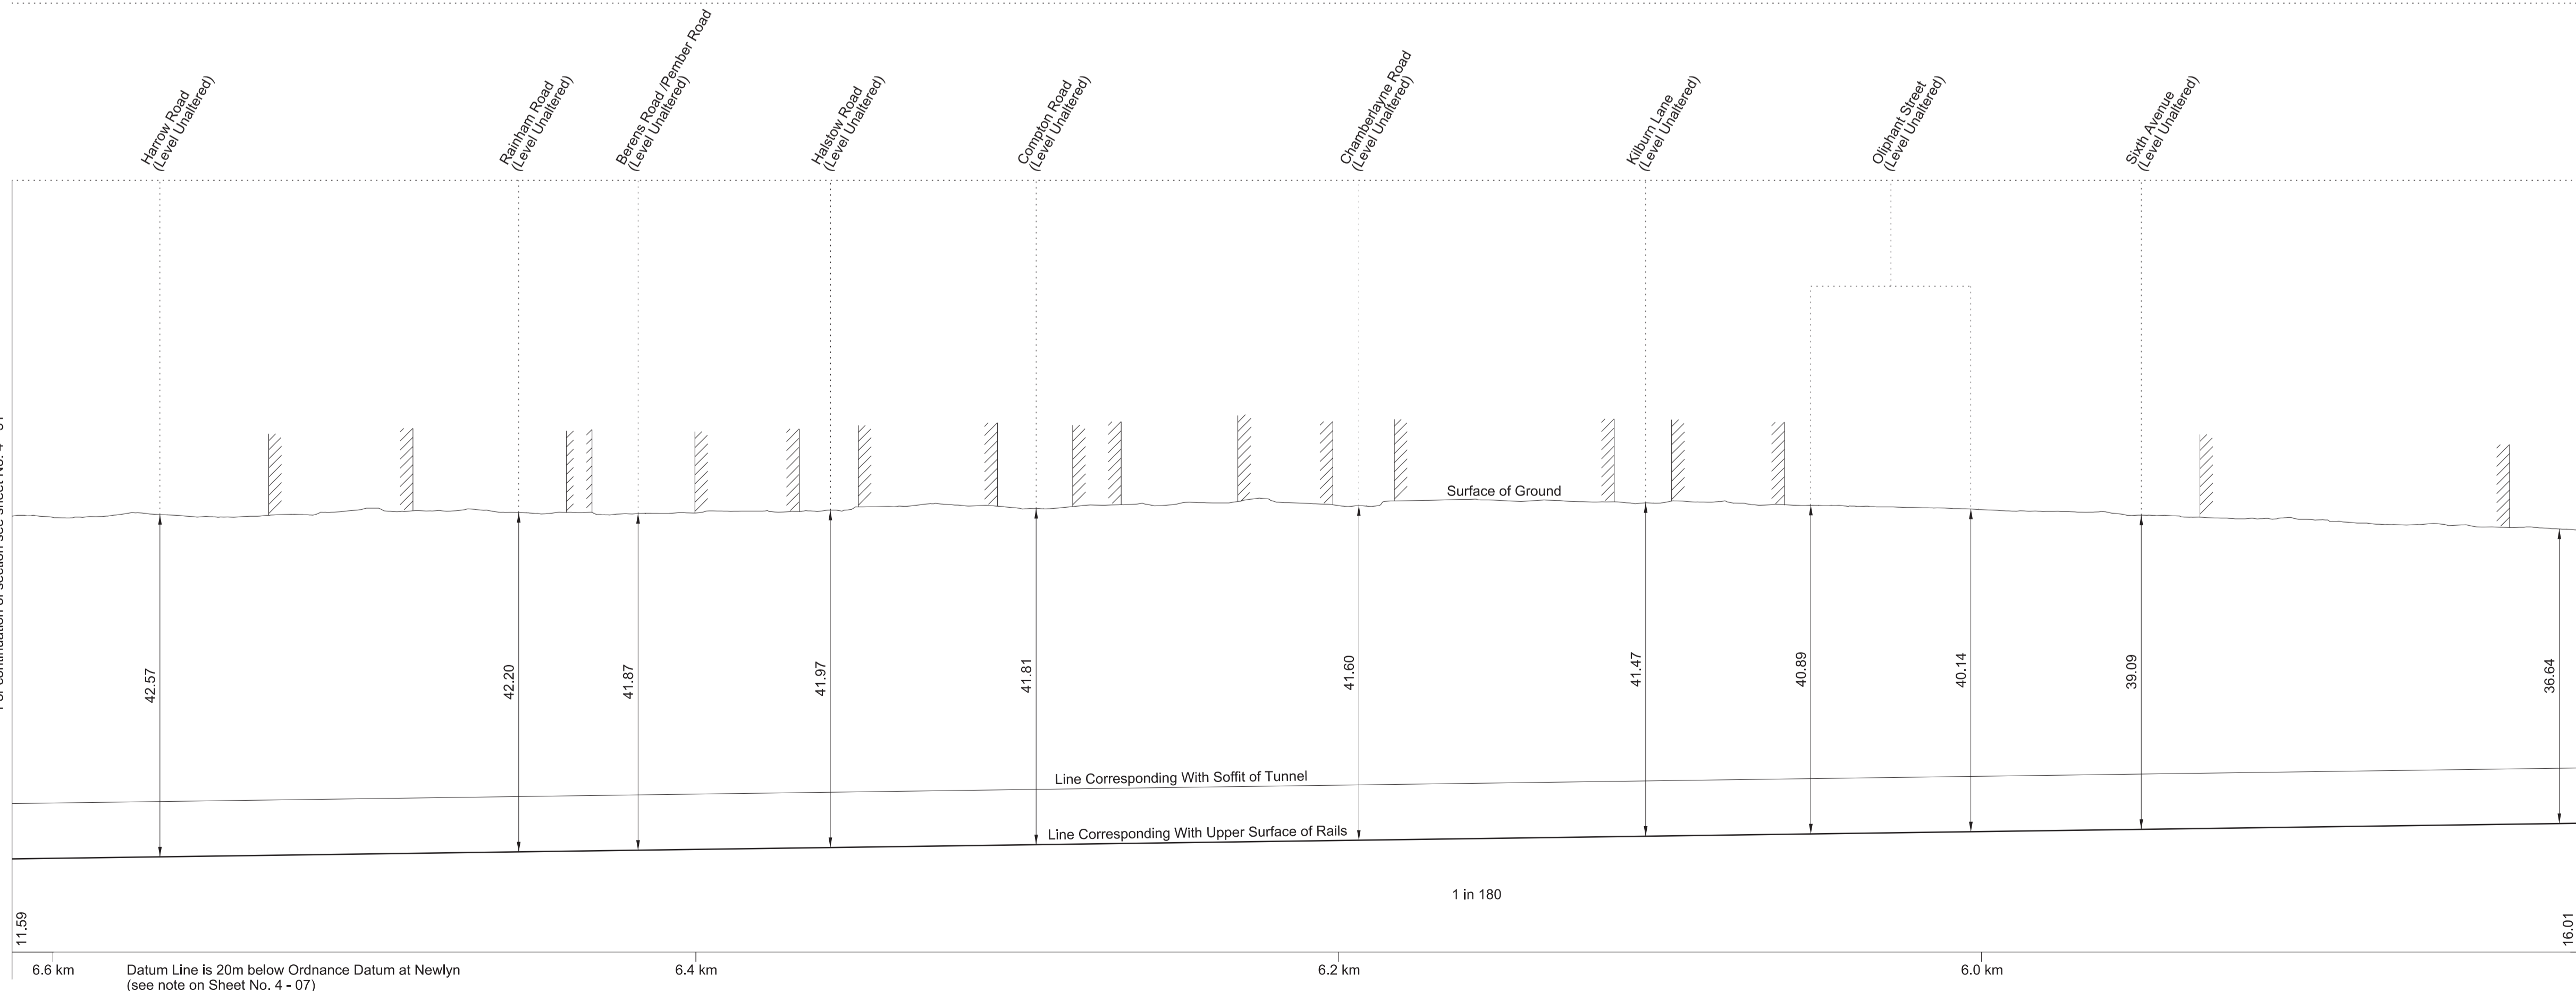 Harrow Road
(Level Unaltered)
Rainham Road
(Level Unaltered)
Berens Road /Pember Road
(Level Unaltered)
Halstow Road
(Level Unaltered)
Compton Road
(Level Unaltered)
Chamberlayne Road
(Level Unaltered)
Kilburn Lane
(Level Unaltered)
Oliphant Street
(Level Unaltered)
Sixth Avenue
(Level Unaltered)
Surface of Ground
42.57
42.20
41.87
41.97
41.81
41.60
41.47
40.89
40.14
39.09
36.64
Line Corresponding With Soffit of Tunnel
Line Corresponding With Upper Surface of Rails
1 in 180
11.59
16.01
6.6 km
6.4 km
6.2 km
6.0 km
Datum Line is 20m below Ordnance Datum at Newlyn
(see note on Sheet No. 4 - 07)